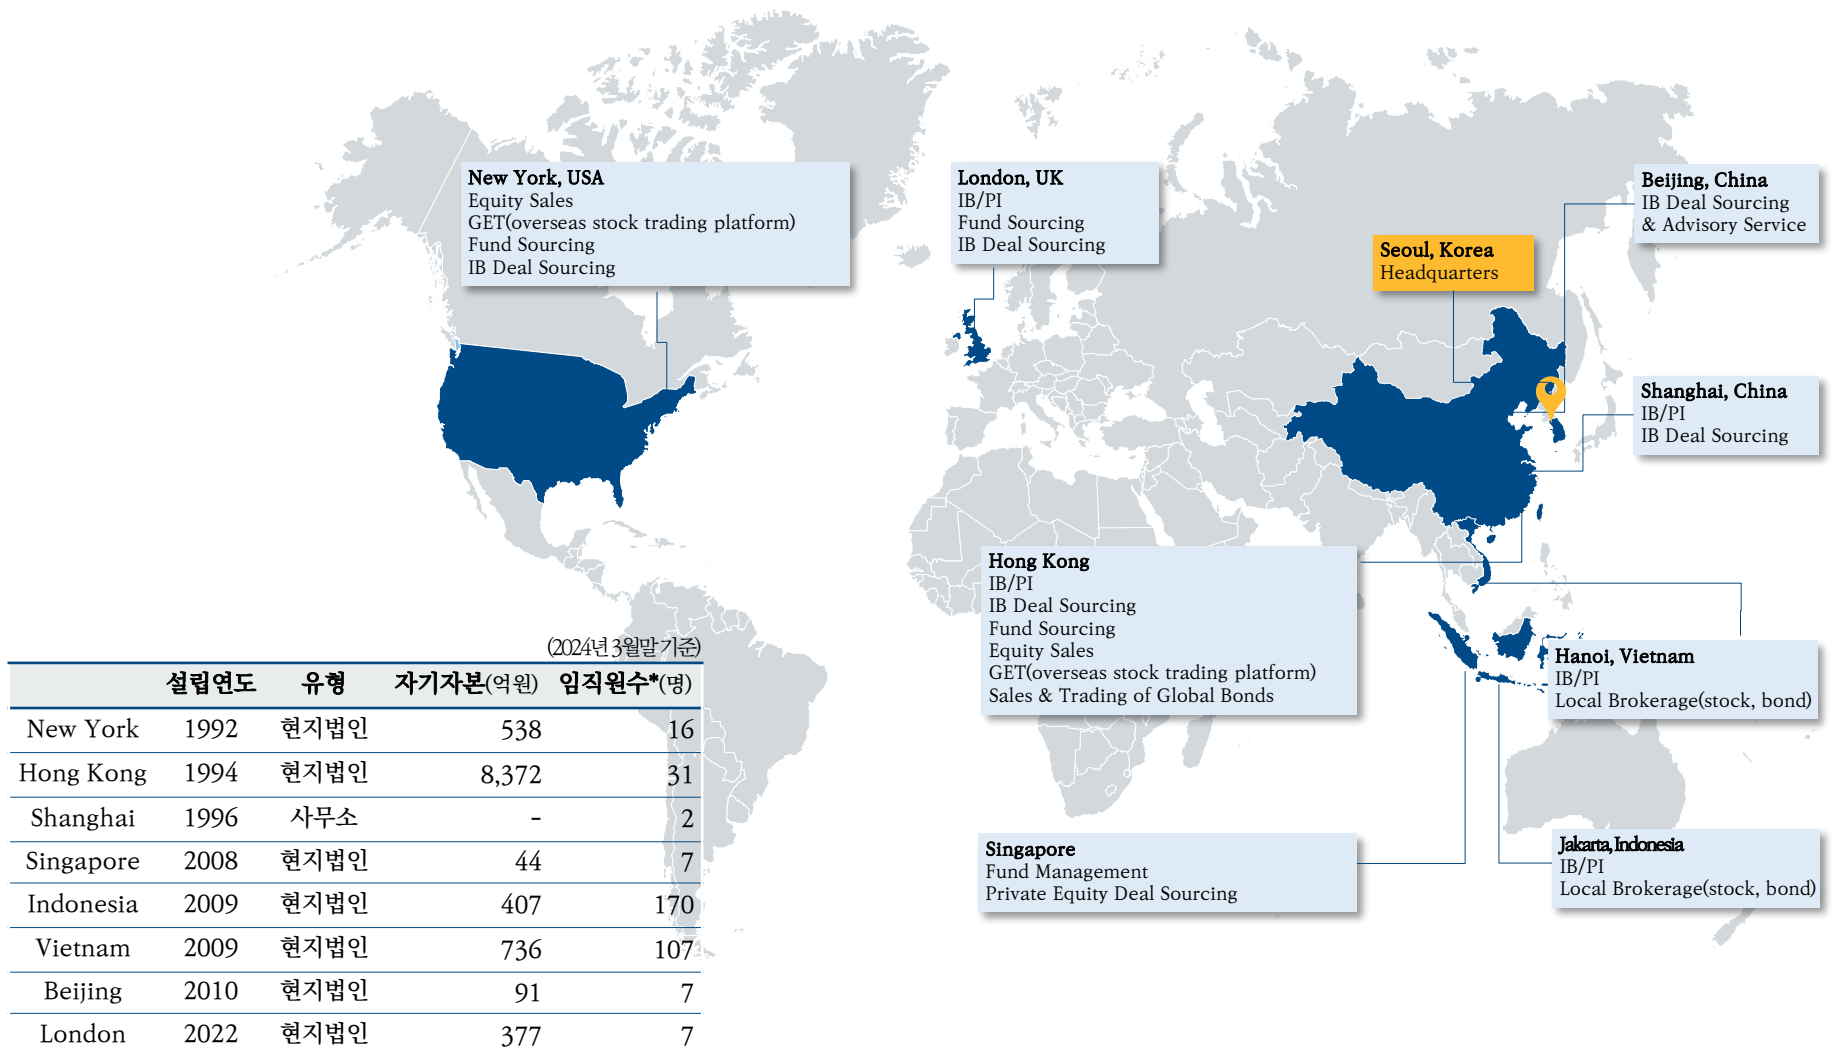 New York, USA
Equity Sales
GET(overseas stock trading platform)
Fund Sourcing
IB Deal Sourcing
London, UK
IB/PI
Fund Sourcing
IB Deal Sourcing
Beijing, China
IB Deal Sourcing
& Advisory Service
Seoul, Korea
Headquarters
Shanghai, China
IB/PI
IB Deal Sourcing
Hong Kong
IB/PI
IB Deal Sourcing
Fund Sourcing
Equity Sales
GET(overseas stock trading platform)
Sales & Trading of Global Bonds
Hanoi, Vietnam
IB/PI
Local Brokerage(stock, bond)
Singapore
Fund Management
Private Equity Deal Sourcing
Jakarta, Indonesia
IB/PI
Local Brokerage(stock, bond)
(2024년 3월말 기준)
설립연도 유형 자기자본(억원) 임직원수*(명)
New York 1992 현지법인 538 16
Hong Kong 1994 현지법인 8,372 31
Shanghai 1996 사무소 - 2
Singapore 2008 현지법인 44 7
Indonesia 2009 현지법인 407 170
Vietnam 2009 현지법인 736 107
Beijing 2010 현지법인 91 7
London 2022 현지법인 377 7